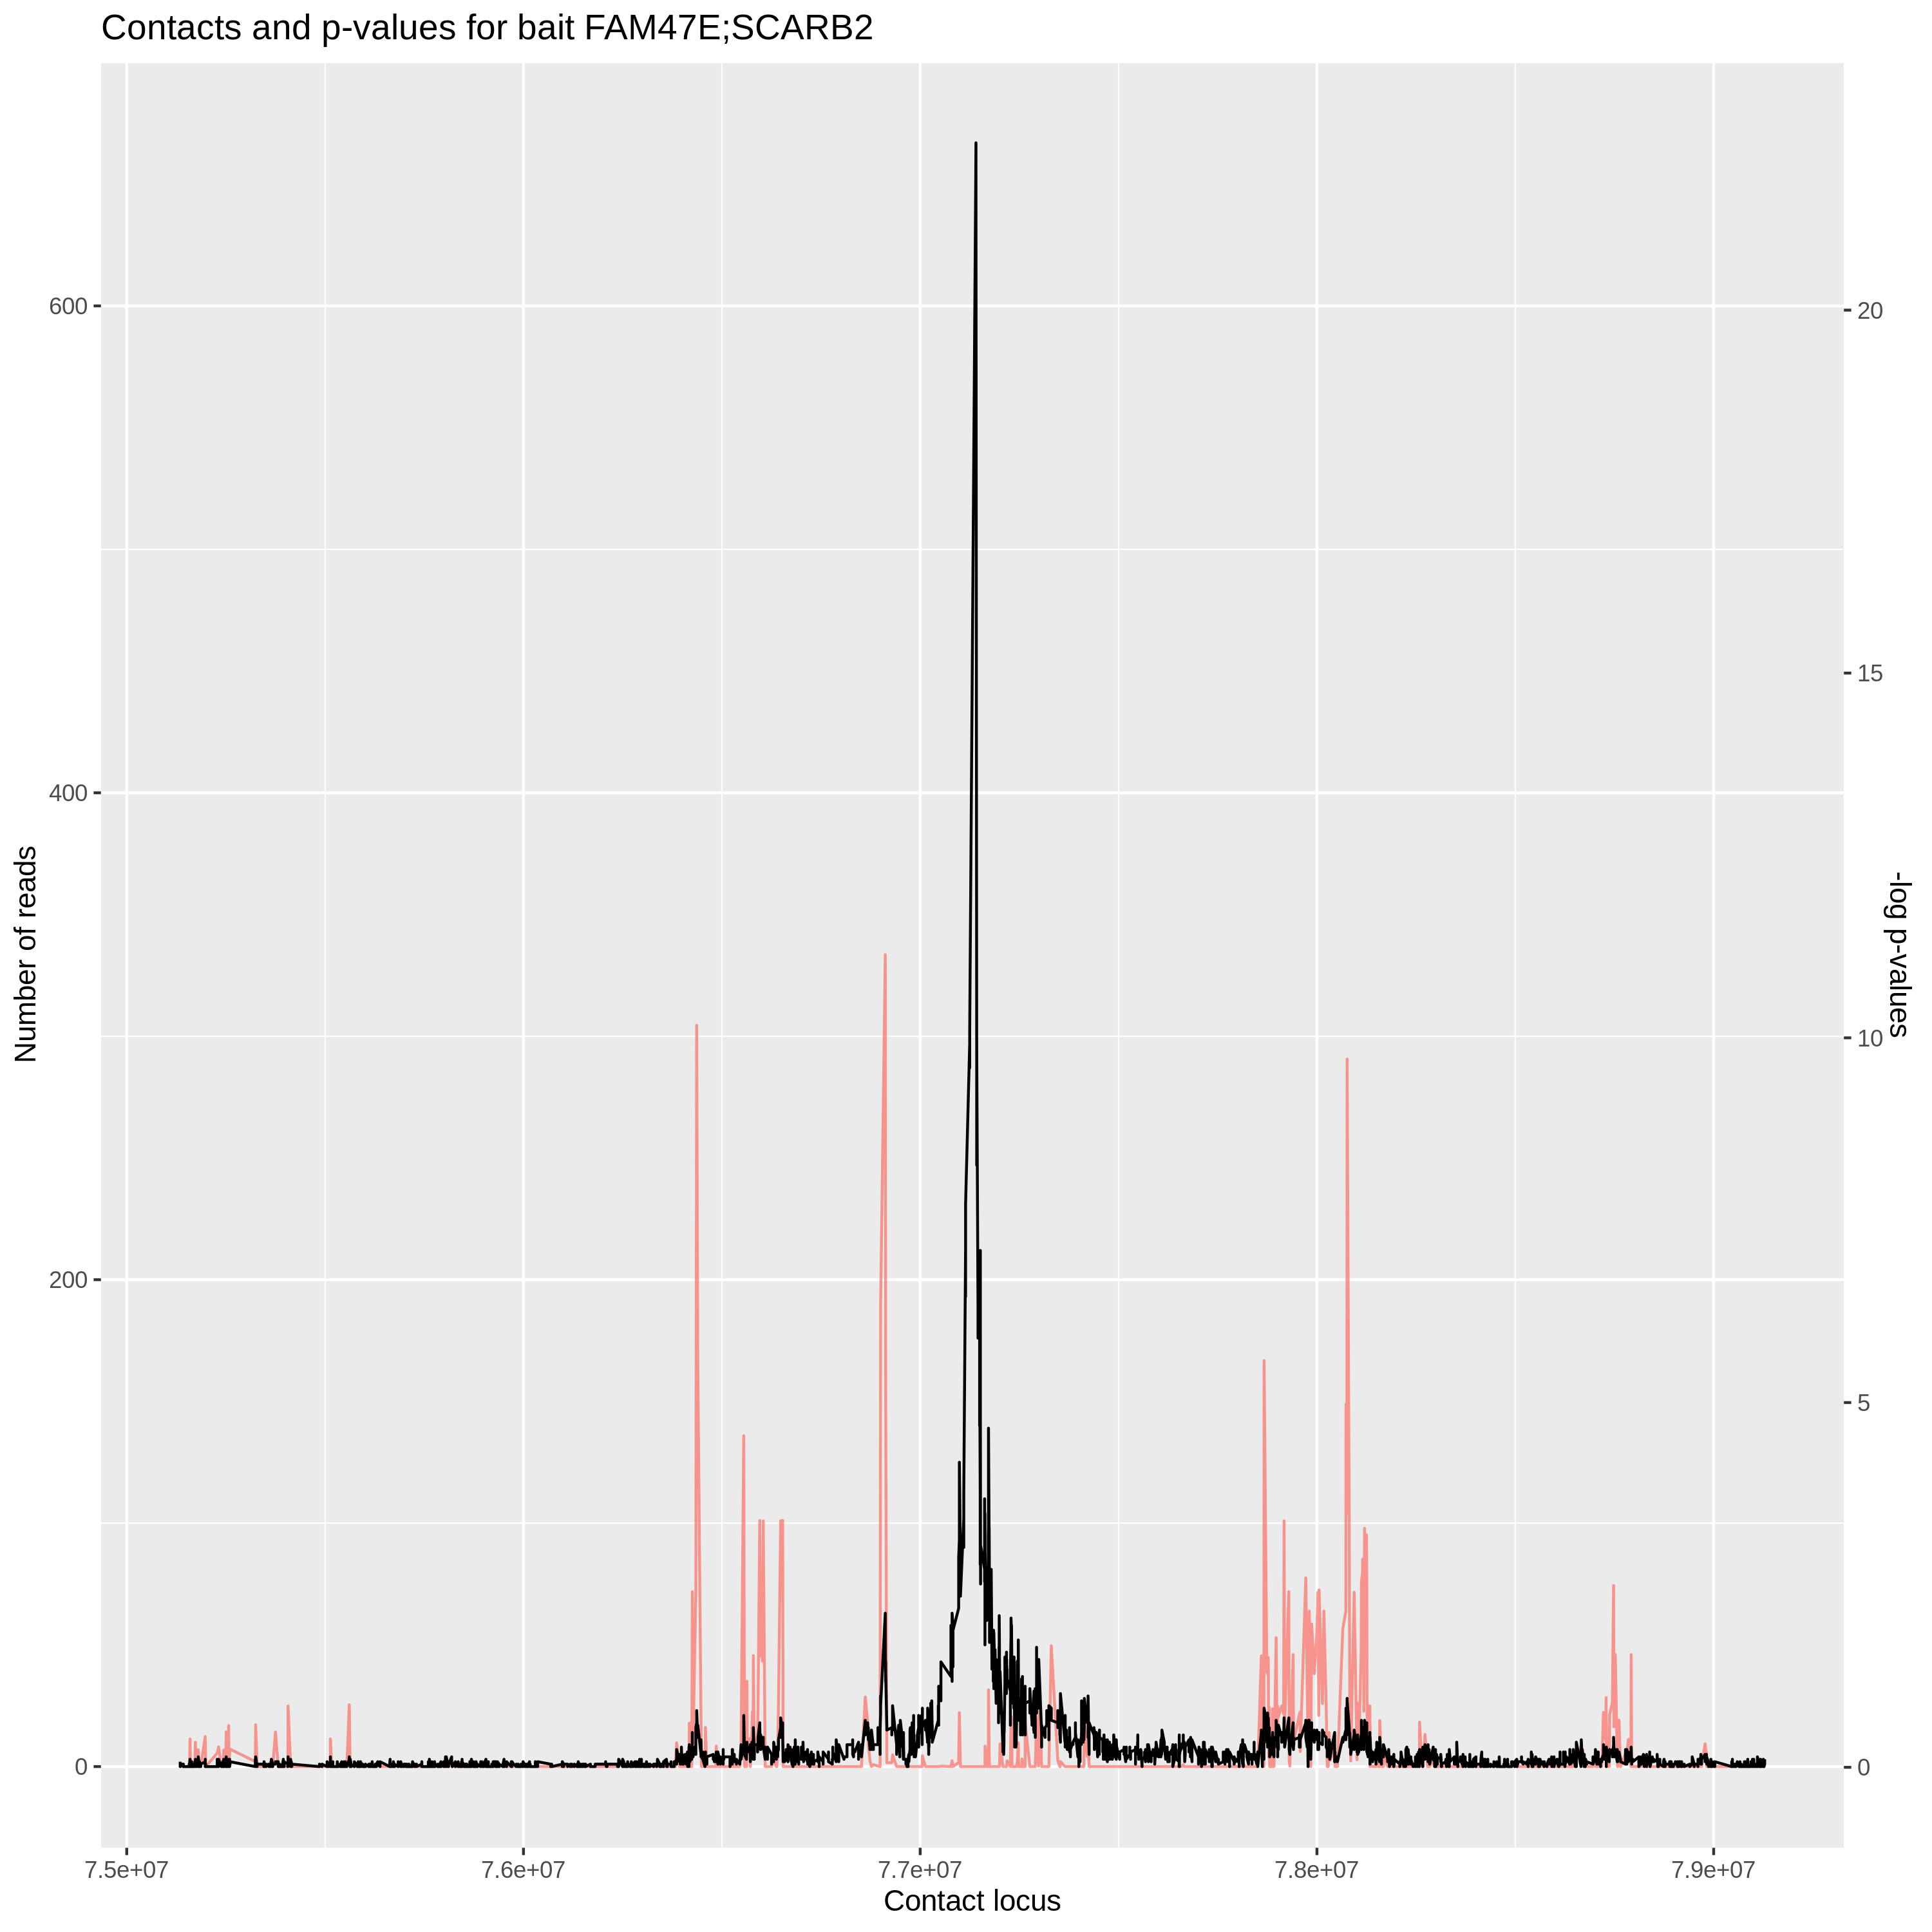 Contacts and p-values for bait FAM47E;SCARB2
Number of reads
600
400
200
0
20
15
10
5
0
-log p-values
7.5e+07 7.6e+07 7.7e+07 7.8e+07 7.9e+07
Contact locus